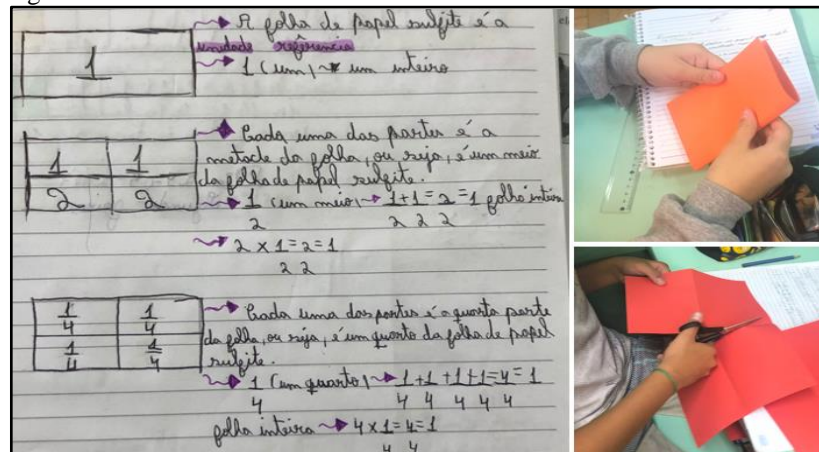 1
→ A folha de papel sulfite é a
unidade referência
→ 1 (um) → um inteiro
1 1
2 2
→ Cada uma das partes é a
metade da folha, ou seja, é um meio
da folha de papel sulfite.
→ 1 (um meio) → 1+1=2=1 folha inteira
2 2 2 2
→ 2 x 1=2=1
2 2
1 1
4 4
1 1
4 4
→ Cada uma das partes é a quarta parte
da folha, ou seja, é um quarto da folha de papel
sulfite.
→ 1 (um quarto) → 1+1+1+1=4=1
4 4 4 4 4 4
folha inteira → 4 x 1=4=1
4 4